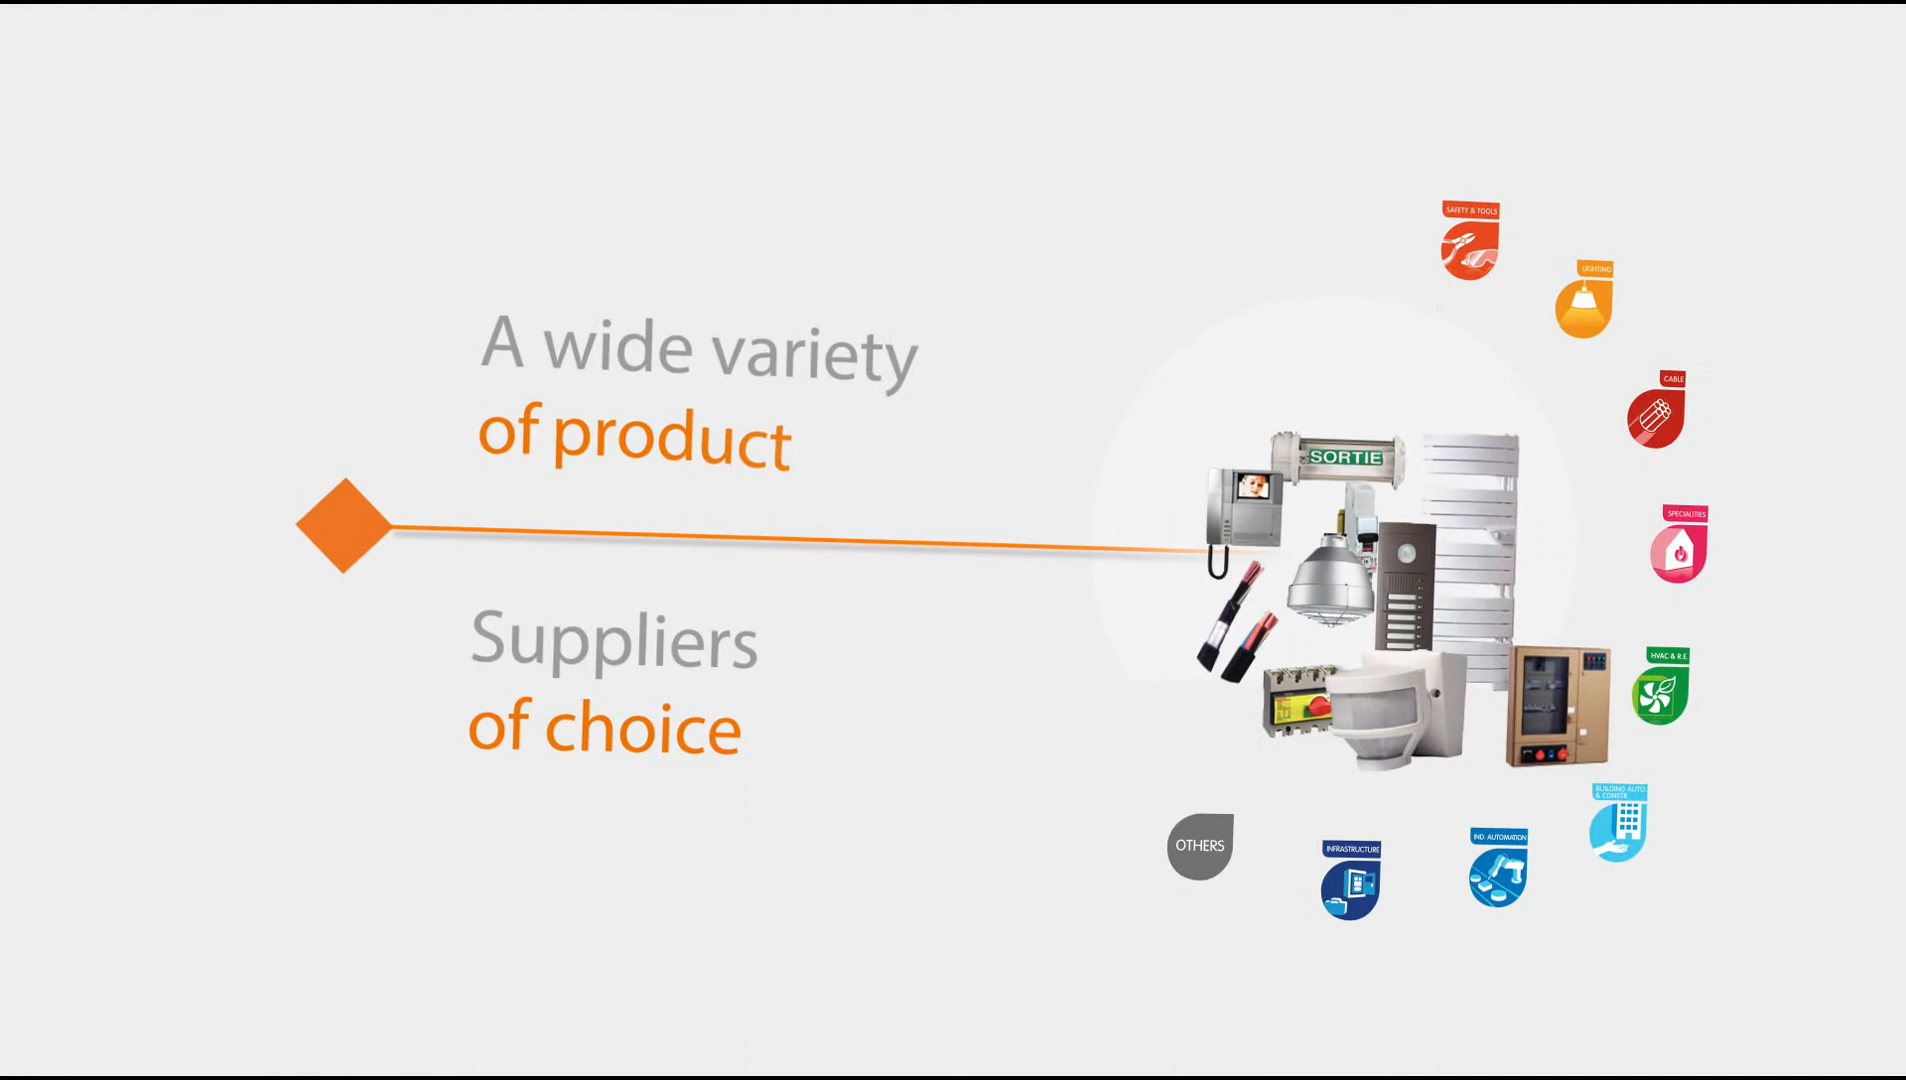 A wide variety
of product
Suppliers
of choice
SORTIE
SAFETY & TOOLS
LIGHTING
CABLE
SPECIALITIES
HVAC & R.E.
BUILDING AUTO
& CONSTR.
IND. AUTOMATION
INFRASTRUCTURE
OTHERS